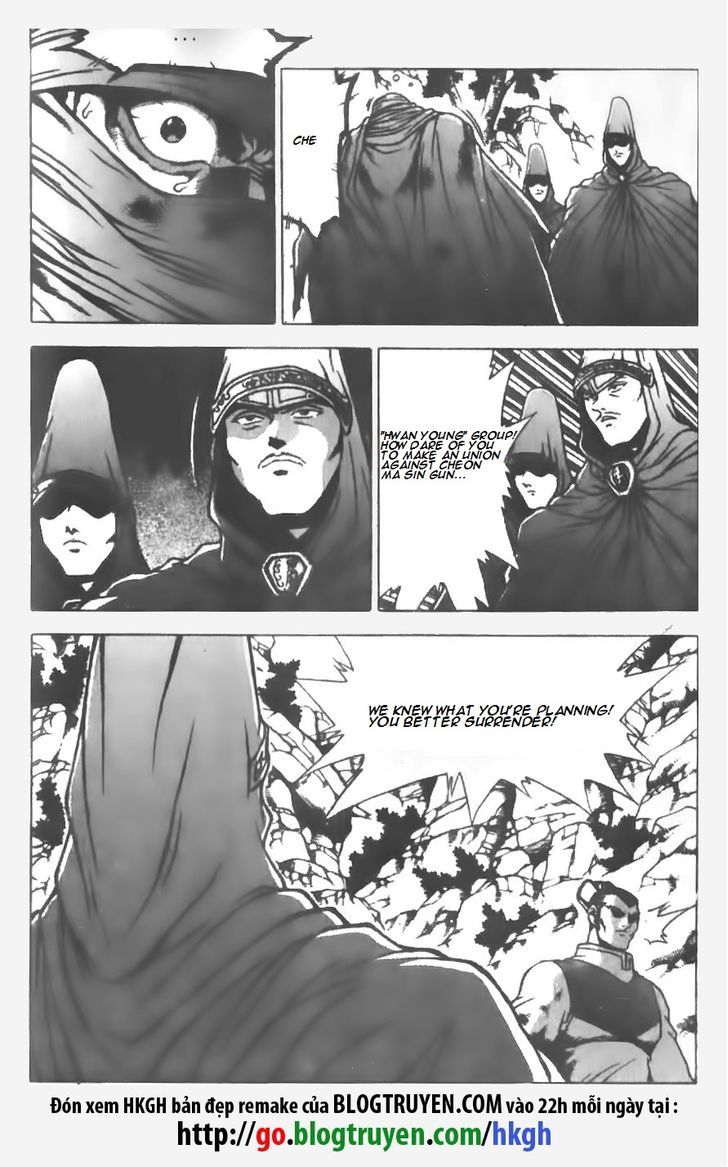 ...
CHE
"HWAN YOUNG" GROUP!
HOW DARE OF YOU
TO MAKE AN UNION
AGAINST CHEON
MA SIN GUN...
WE KNEW WHAT YOU'RE PLANNING!
YOU BETTER SURRENDER!
Đón xem HKGH bản đẹp remake của BLOGTRUYEN.COM vào 22h mỗi ngày tại :
http://go.blogtruyen.com/hkgh